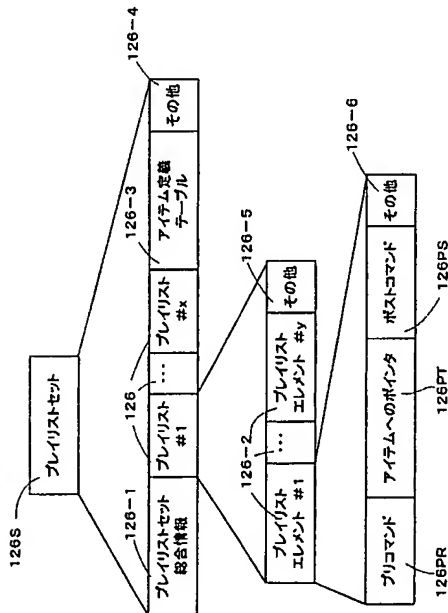 126S
プレイリストセット
126-1
126
126-3
126-4
プレイリストセット
総合情報
プレイリスト
#1
...
プレイリスト
#x
アイテム定義
テーブル
その他
126-2
126-5
プレイリスト
エレメント #1
...
プレイリスト
エレメント #y
その他
126-6
プリコマンド
アイテムへのポインタ
ポストコマンド
その他
126PR
126PT
126PS